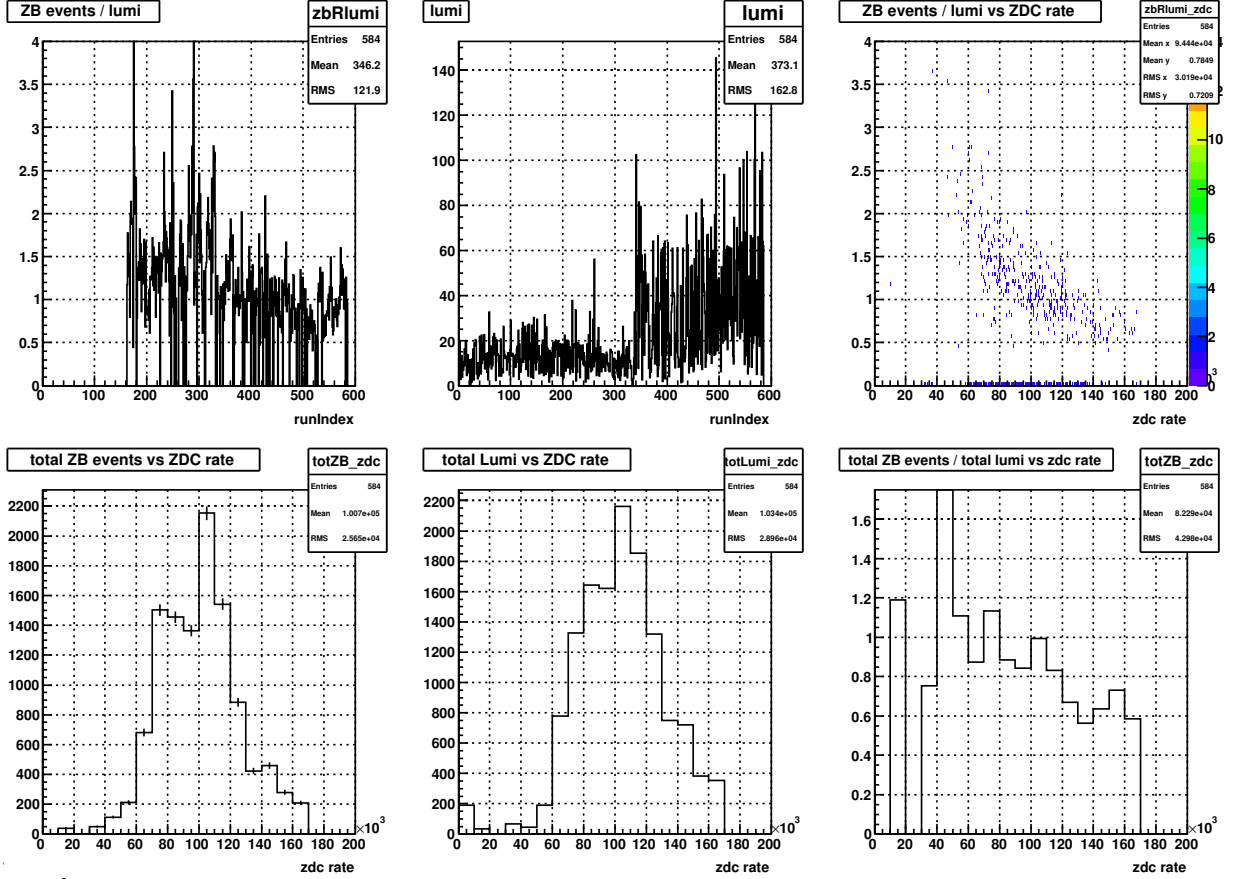 ZB events / lumi
zbRlumi
Entries 584
Mean 346.2
RMS 121.9
4
3.5
3
2.5
2
1.5
1
0.5
0
0 100 200 300 400 500 600
runIndex
lumi
lumi
Entries 584
Mean 373.1
RMS 162.8
140
120
100
80
60
40
20
0
0 100 200 300 400 500 600
runIndex
ZB events / lumi vs ZDC rate
zbRlumi_zdc
Entries 584
Mean x 9.444e+04
Mean y 0.7849
RMS x 3.019e+04
RMS y 0.7209
4
3.5
3
2.5
2
1.5
1
0.5
0
10
8
6
4
2
0
0 20 40 60 80 100 120 140 160 180 200
zdc rate
total ZB events vs ZDC rate
totZB_zdc
Entries 584
Mean 1.007e+05
RMS 2.565e+04
2200
2000
1800
1600
1400
1200
1000
800
600
400
200
0
0 20 40 60 80 100 120 140 160 180 200
×10³
zdc rate
total Lumi vs ZDC rate
totLumi_zdc
Entries 584
Mean 1.034e+05
RMS 2.896e+04
2200
2000
1800
1600
1400
1200
1000
800
600
400
200
0
0 20 40 60 80 100 120 140 160 180 200
×10³
zdc rate
total ZB events / total lumi vs zdc rate
totZB_zdc
Entries 584
Mean 8.229e+04
RMS 4.298e+04
1.6
1.4
1.2
1
0.8
0.6
0.4
0.2
0
0 20 40 60 80 100 120 140 160 180 200
×10³
zdc rate